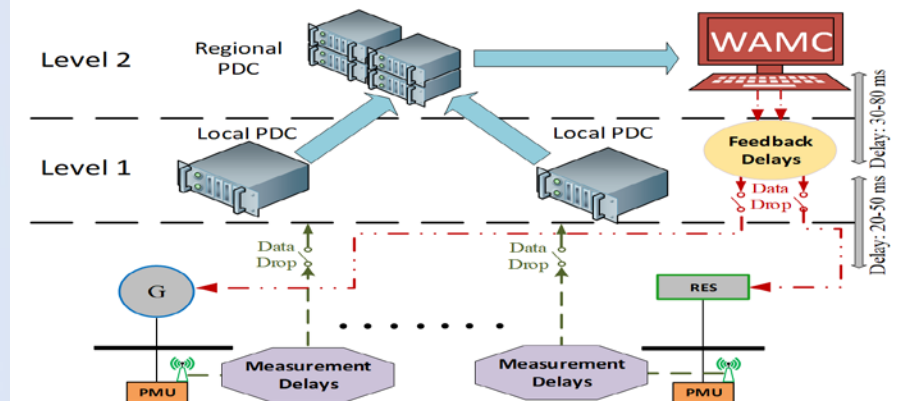 Level 2
Regional
PDC
WAMC
Delay: 30-80 ms
Local PDC
Local PDC
Level 1
Feedback
Delays
Data
Drop
Delay: 20-50 ms
Data
Drop
Data
Drop
G
RES
Measurement
Delays
Measurement
Delays
PMU
PMU